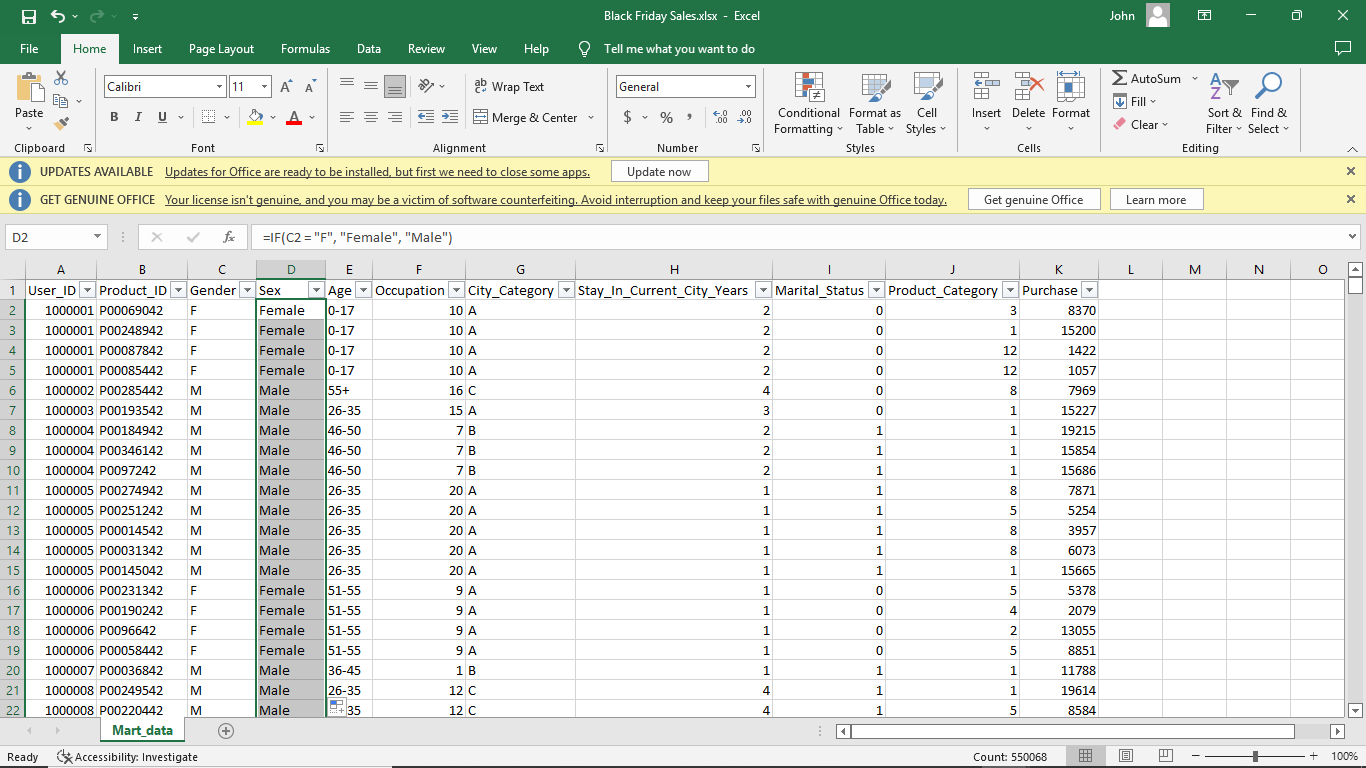 Black Friday Sales.xlsx - Excel
John
File Home Insert Page Layout Formulas Data Review View Help Tell me what you want to do
Calibri 11 ab Wrap Text General AutoSum
Paste B I U A Merge & Center $ % , Conditional Formatting Format as Table Cell Styles Insert Delete Format Fill Clear Sort & Filter Find & Select
Clipboard Font Alignment Number Styles Cells Editing
UPDATES AVAILABLE Updates for Office are ready to be installed, but first we need to close some apps. Update now
GET GENUINE OFFICE Your license isn't genuine, and you may be a victim of software counterfeiting. Avoid interruption and keep your files safe with genuine Office today. Get genuine Office Learn more
D2 fx =IF(C2 = "F", "Female", "Male")
A B C D E F G H I J K L M N O
1 User_ID Product_ID Gender Sex Age Occupation City_Category Stay_In_Current_City_Years Marital_Status Product_Category Purchase
2 1000001 P00069042 F Female 0-17 10 A 2 0 3 8370
3 1000001 P00248942 F Female 0-17 10 A 2 0 1 15200
4 1000001 P00087842 F Female 0-17 10 A 2 0 12 1422
5 1000001 P00085442 F Female 0-17 10 A 2 0 12 1057
6 1000002 P00285442 M Male 55+ 16 C 4 0 8 7969
7 1000003 P00193542 M Male 26-35 15 A 3 0 1 15227
8 1000004 P00184942 M Male 46-50 7 B 2 1 1 19215
9 1000004 P00346142 M Male 46-50 7 B 2 1 1 15854
10 1000004 P0097242 M Male 46-50 7 B 2 1 1 15686
11 1000005 P00274942 M Male 26-35 20 A 1 1 8 7871
12 1000005 P00251242 M Male 26-35 20 A 1 1 5 5254
13 1000005 P00014542 M Male 26-35 20 A 1 1 8 3957
14 1000005 P00031342 M Male 26-35 20 A 1 1 8 6073
15 1000005 P00145042 M Male 26-35 20 A 1 1 1 15665
16 1000006 P00231342 F Female 51-55 9 A 1 0 5 5378
17 1000006 P00190242 F Female 51-55 9 A 1 0 4 2079
18 1000006 P0096642 F Female 51-55 9 A 1 0 2 13055
19 1000006 P00058442 F Female 51-55 9 A 1 0 5 8851
20 1000007 P00036842 M Male 36-45 1 B 1 1 1 11788
21 1000008 P00249542 M Male 26-35 12 C 4 1 1 19614
22 1000008 P00220442 M Male 35 12 C 4 1 5 8584
Mart_data
Ready Accessibility: Investigate Count: 550068 100%